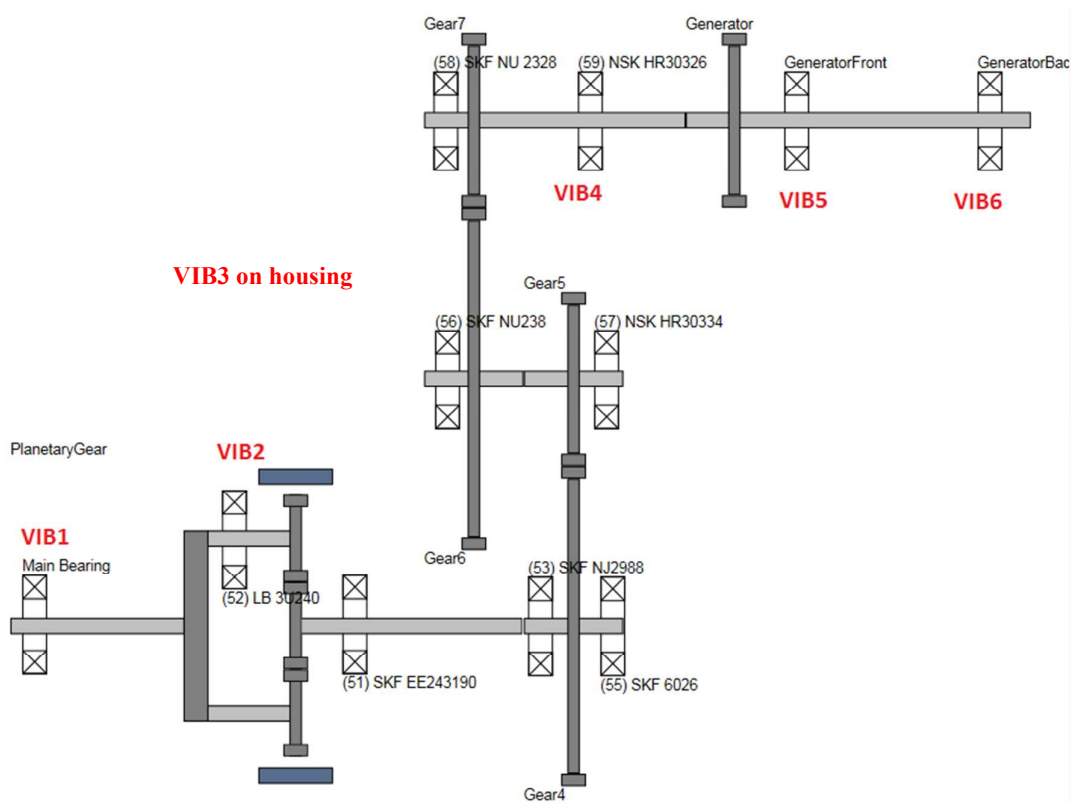 Gear7
Generator
(58) SKF NU 2328
(59) NSK HR30326
GeneratorFront
GeneratorBac
VIB4
VIB5
VIB6
VIB3 on housing
Gear5
(56) SKF NU238
(57) NSK HR30334
PlanetaryGear
VIB2
VIB1
Main Bearing
Gear6
(53) SKF NJ2988
(52) LB 3U240
(51) SKF EE243190
(55) SKF 6026
Gear4